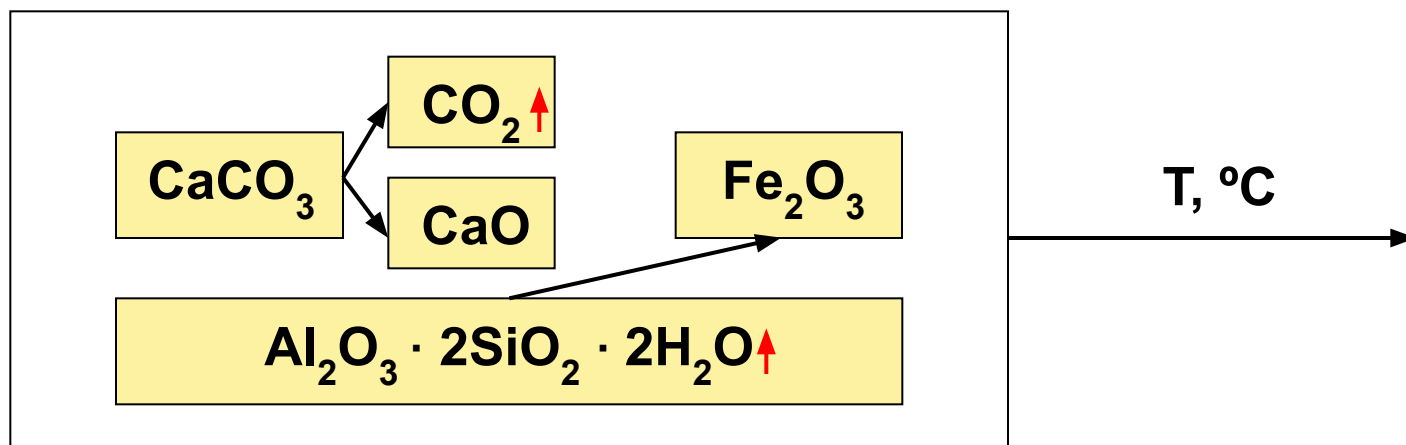 CO₂
CaCO₃
Fe₂O₃
T, ºC
CaO
Al₂O₃ · 2SiO₂ · 2H₂O